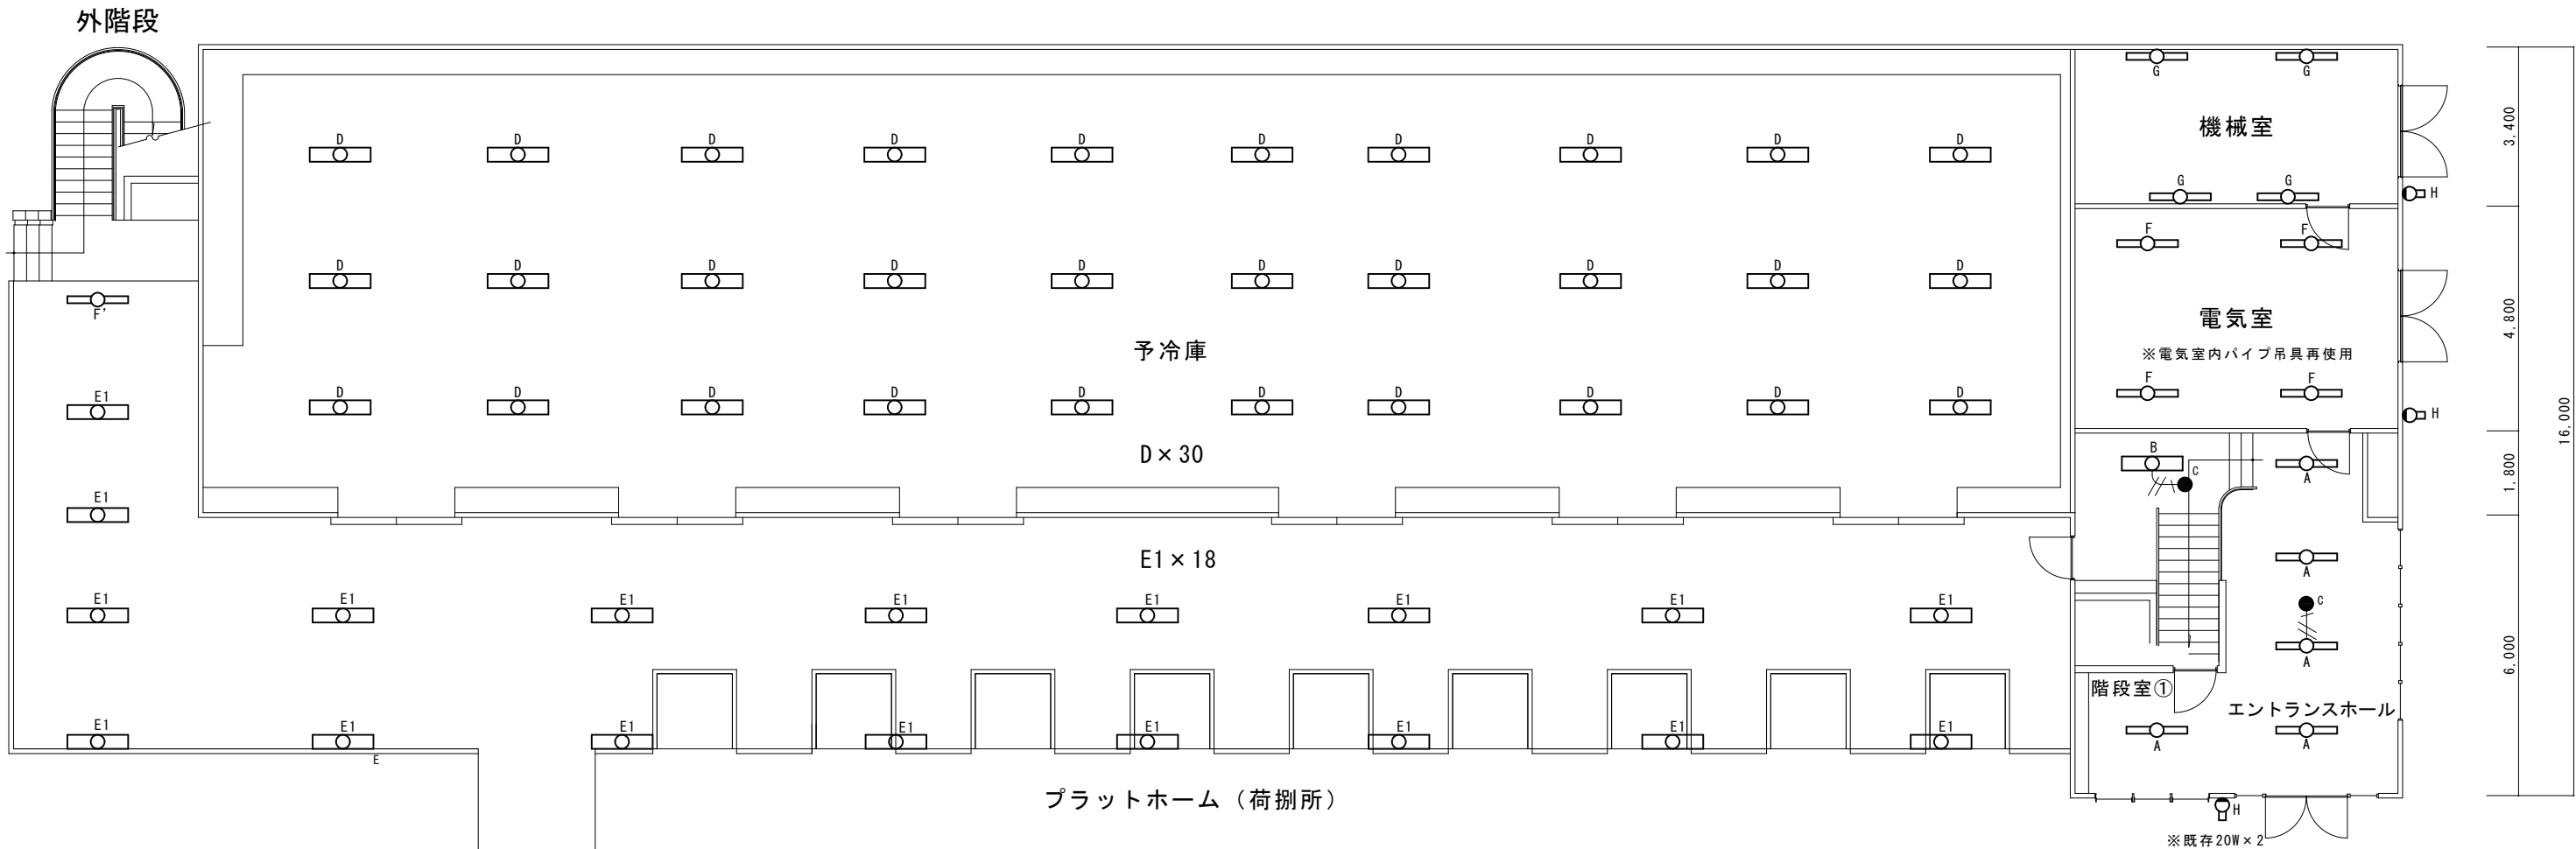 外階段
G G
機械室
3,400
D D D D D D D D D D
G G
H
F F
D D D D D D D D D D
F'
電気室
4,800
予冷庫
※電気室内パイプ吊具再使用
F F
D D D D D D D D D D
E1
H
16,000
D×30
B
C
A
1,800
E1
E1×18
A
C
E1 E1 E1 E1 E1 E1 E1 E1
6,000
A
階段室①
エントランスホール
E1 E1 E1 E1 E1 E1 E1 E1
A A
E
プラットホーム（荷捌所）
H
※既存20W×2